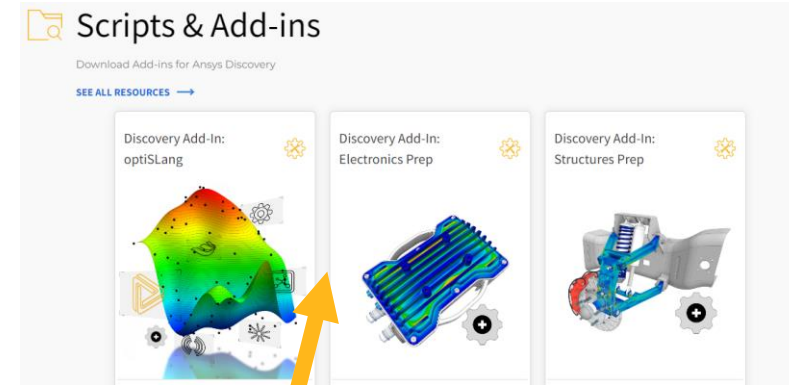 Scripts & Add-ins
Download Add-ins for Ansys Discovery
SEE ALL RESOURCES
Discovery Add-In:
optiSLang
Discovery Add-In:
Electronics Prep
Discovery Add-In:
Structures Prep